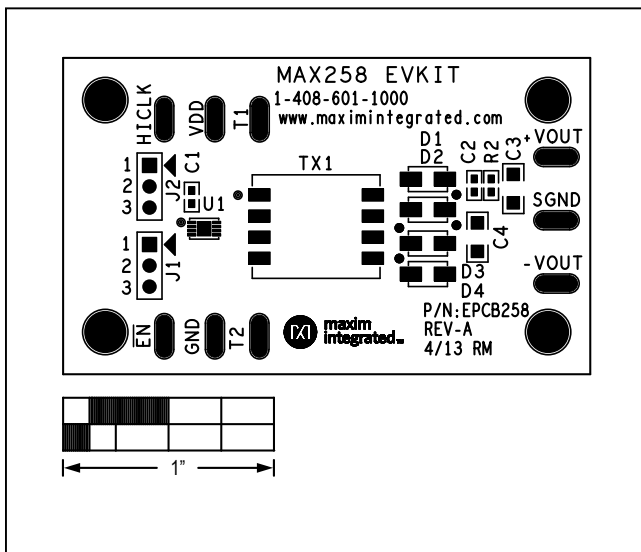 MAX258 EVKIT
1-408-601-1000
www.maximintegrated.com
HICLK
VDD
T1
TX1
D1
D2
C2
R2
C3
+VOUT
1
2
3
J2
C1
U1
SGND
C4
1
2
3
J1
-VOUT
D3
D4
EN
GND
T2
maxim
integrated™
P/N:EPCB258
REV-A
4/13 RM
1"